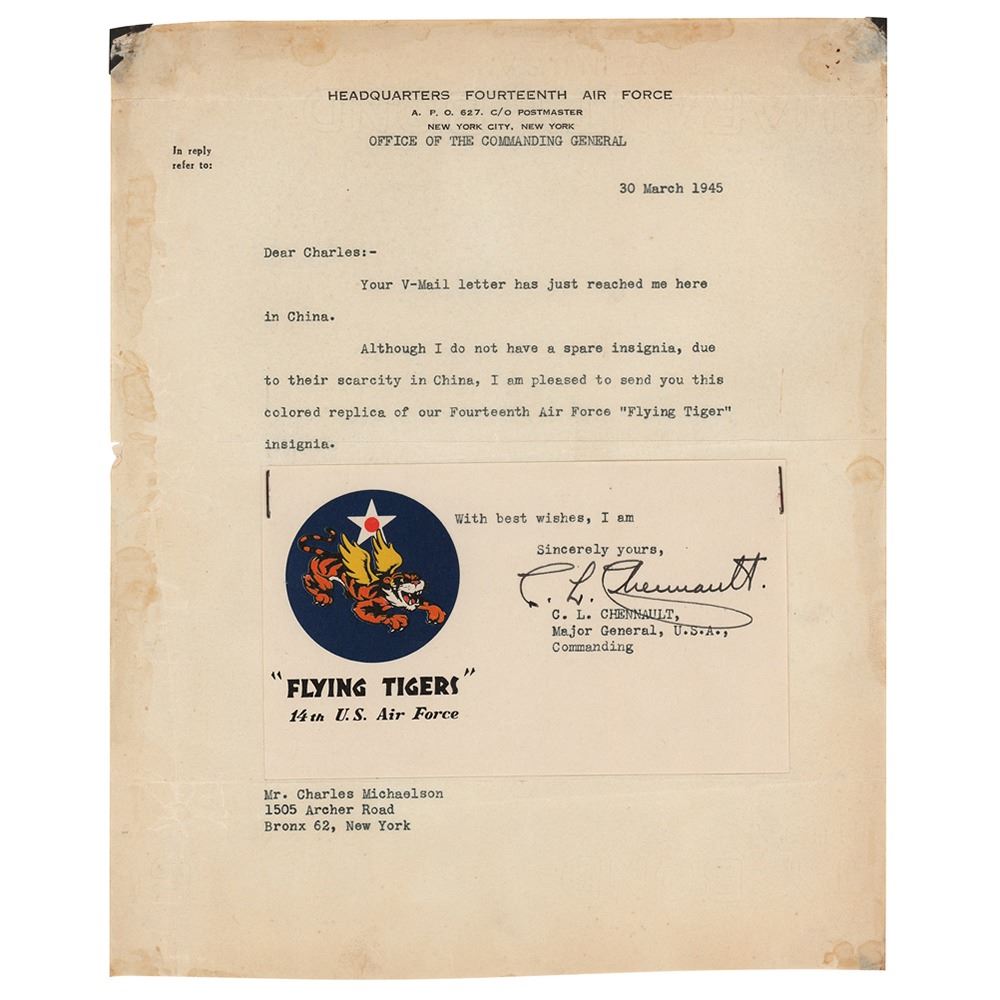 HEADQUARTERS FOURTEENTH AIR FORCE
A. P. O. 627. C/O POSTMASTER
NEW YORK CITY, NEW YORK
OFFICE OF THE COMMANDING GENERAL
In reply
refer to:
30 March 1945
Dear Charles:-
Your V-Mail letter has just reached me here
in China.
Although I do not have a spare insignia, due
to their scarcity in China, I am pleased to send you this
colored replica of our Fourteenth Air Force "Flying Tiger"
insignia.
With best wishes, I am
Sincerely yours,
C. L. Chennault.
C. L. CHENNAULT,
Major General, U.S.A.,
Commanding
"FLYING TIGERS"
14th U.S. Air Force
Mr. Charles Michaelson
1505 Archer Road
Bronx 62, New York